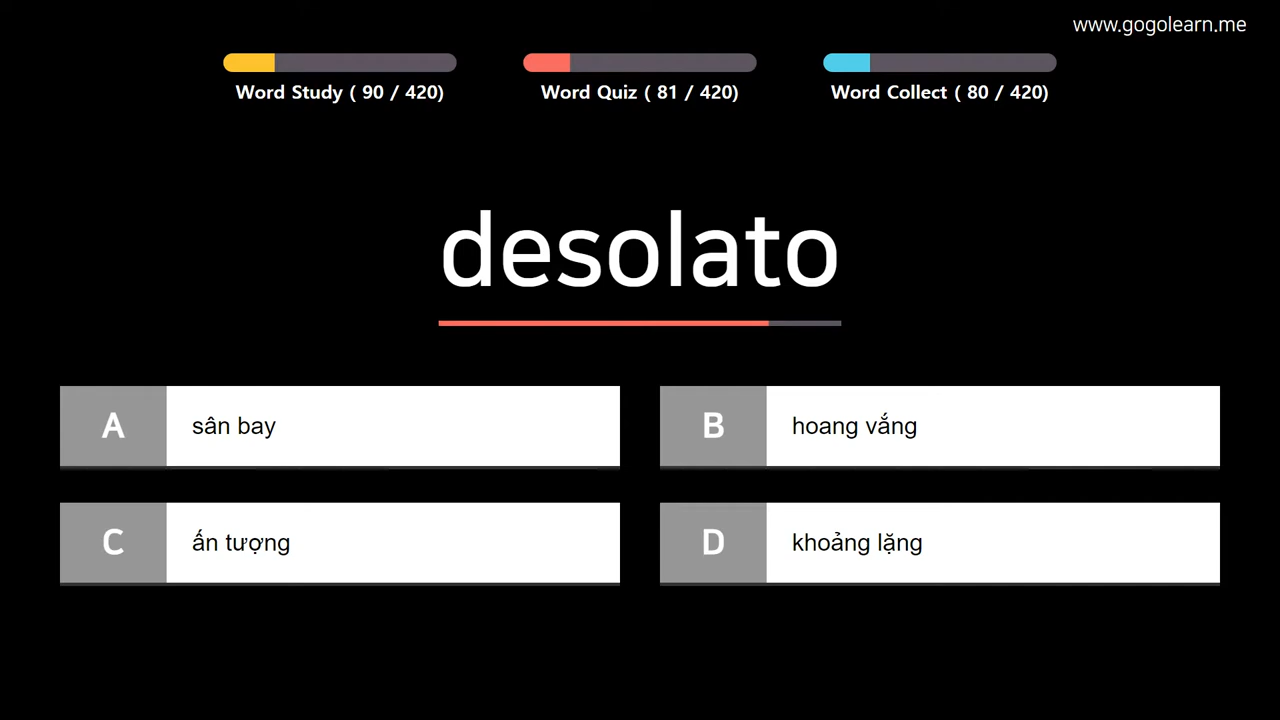 www.gogolearn.me
Word Study ( 90 / 420)
Word Quiz ( 81 / 420)
Word Collect ( 80 / 420)
desolato
A
sân bay
B
hoang vắng
C
ấn tượng
D
khoảng lặng